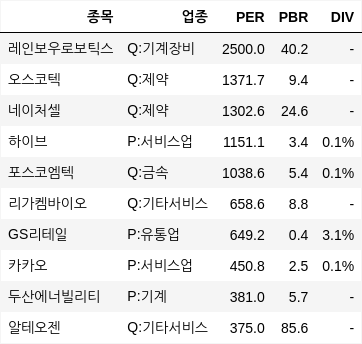 종목 업종 PER PBR DIV
레인보우로보틱스 Q:기계장비 2500.0 40.2 -
오스코텍 Q:제약 1371.7 9.4 -
네이처셀 Q:제약 1302.6 24.6 -
하이브 P:서비스업 1151.1 3.4 0.1%
포스코엠텍 Q:금속 1038.6 5.4 0.1%
리가켐바이오 Q:기타서비스 658.6 8.8 -
GS리테일 P:유통업 649.2 0.4 3.1%
카카오 P:서비스업 450.8 2.5 0.1%
두산에너빌리티 P:기계 381.0 5.7 -
알테오젠 Q:기타서비스 375.0 85.6 -